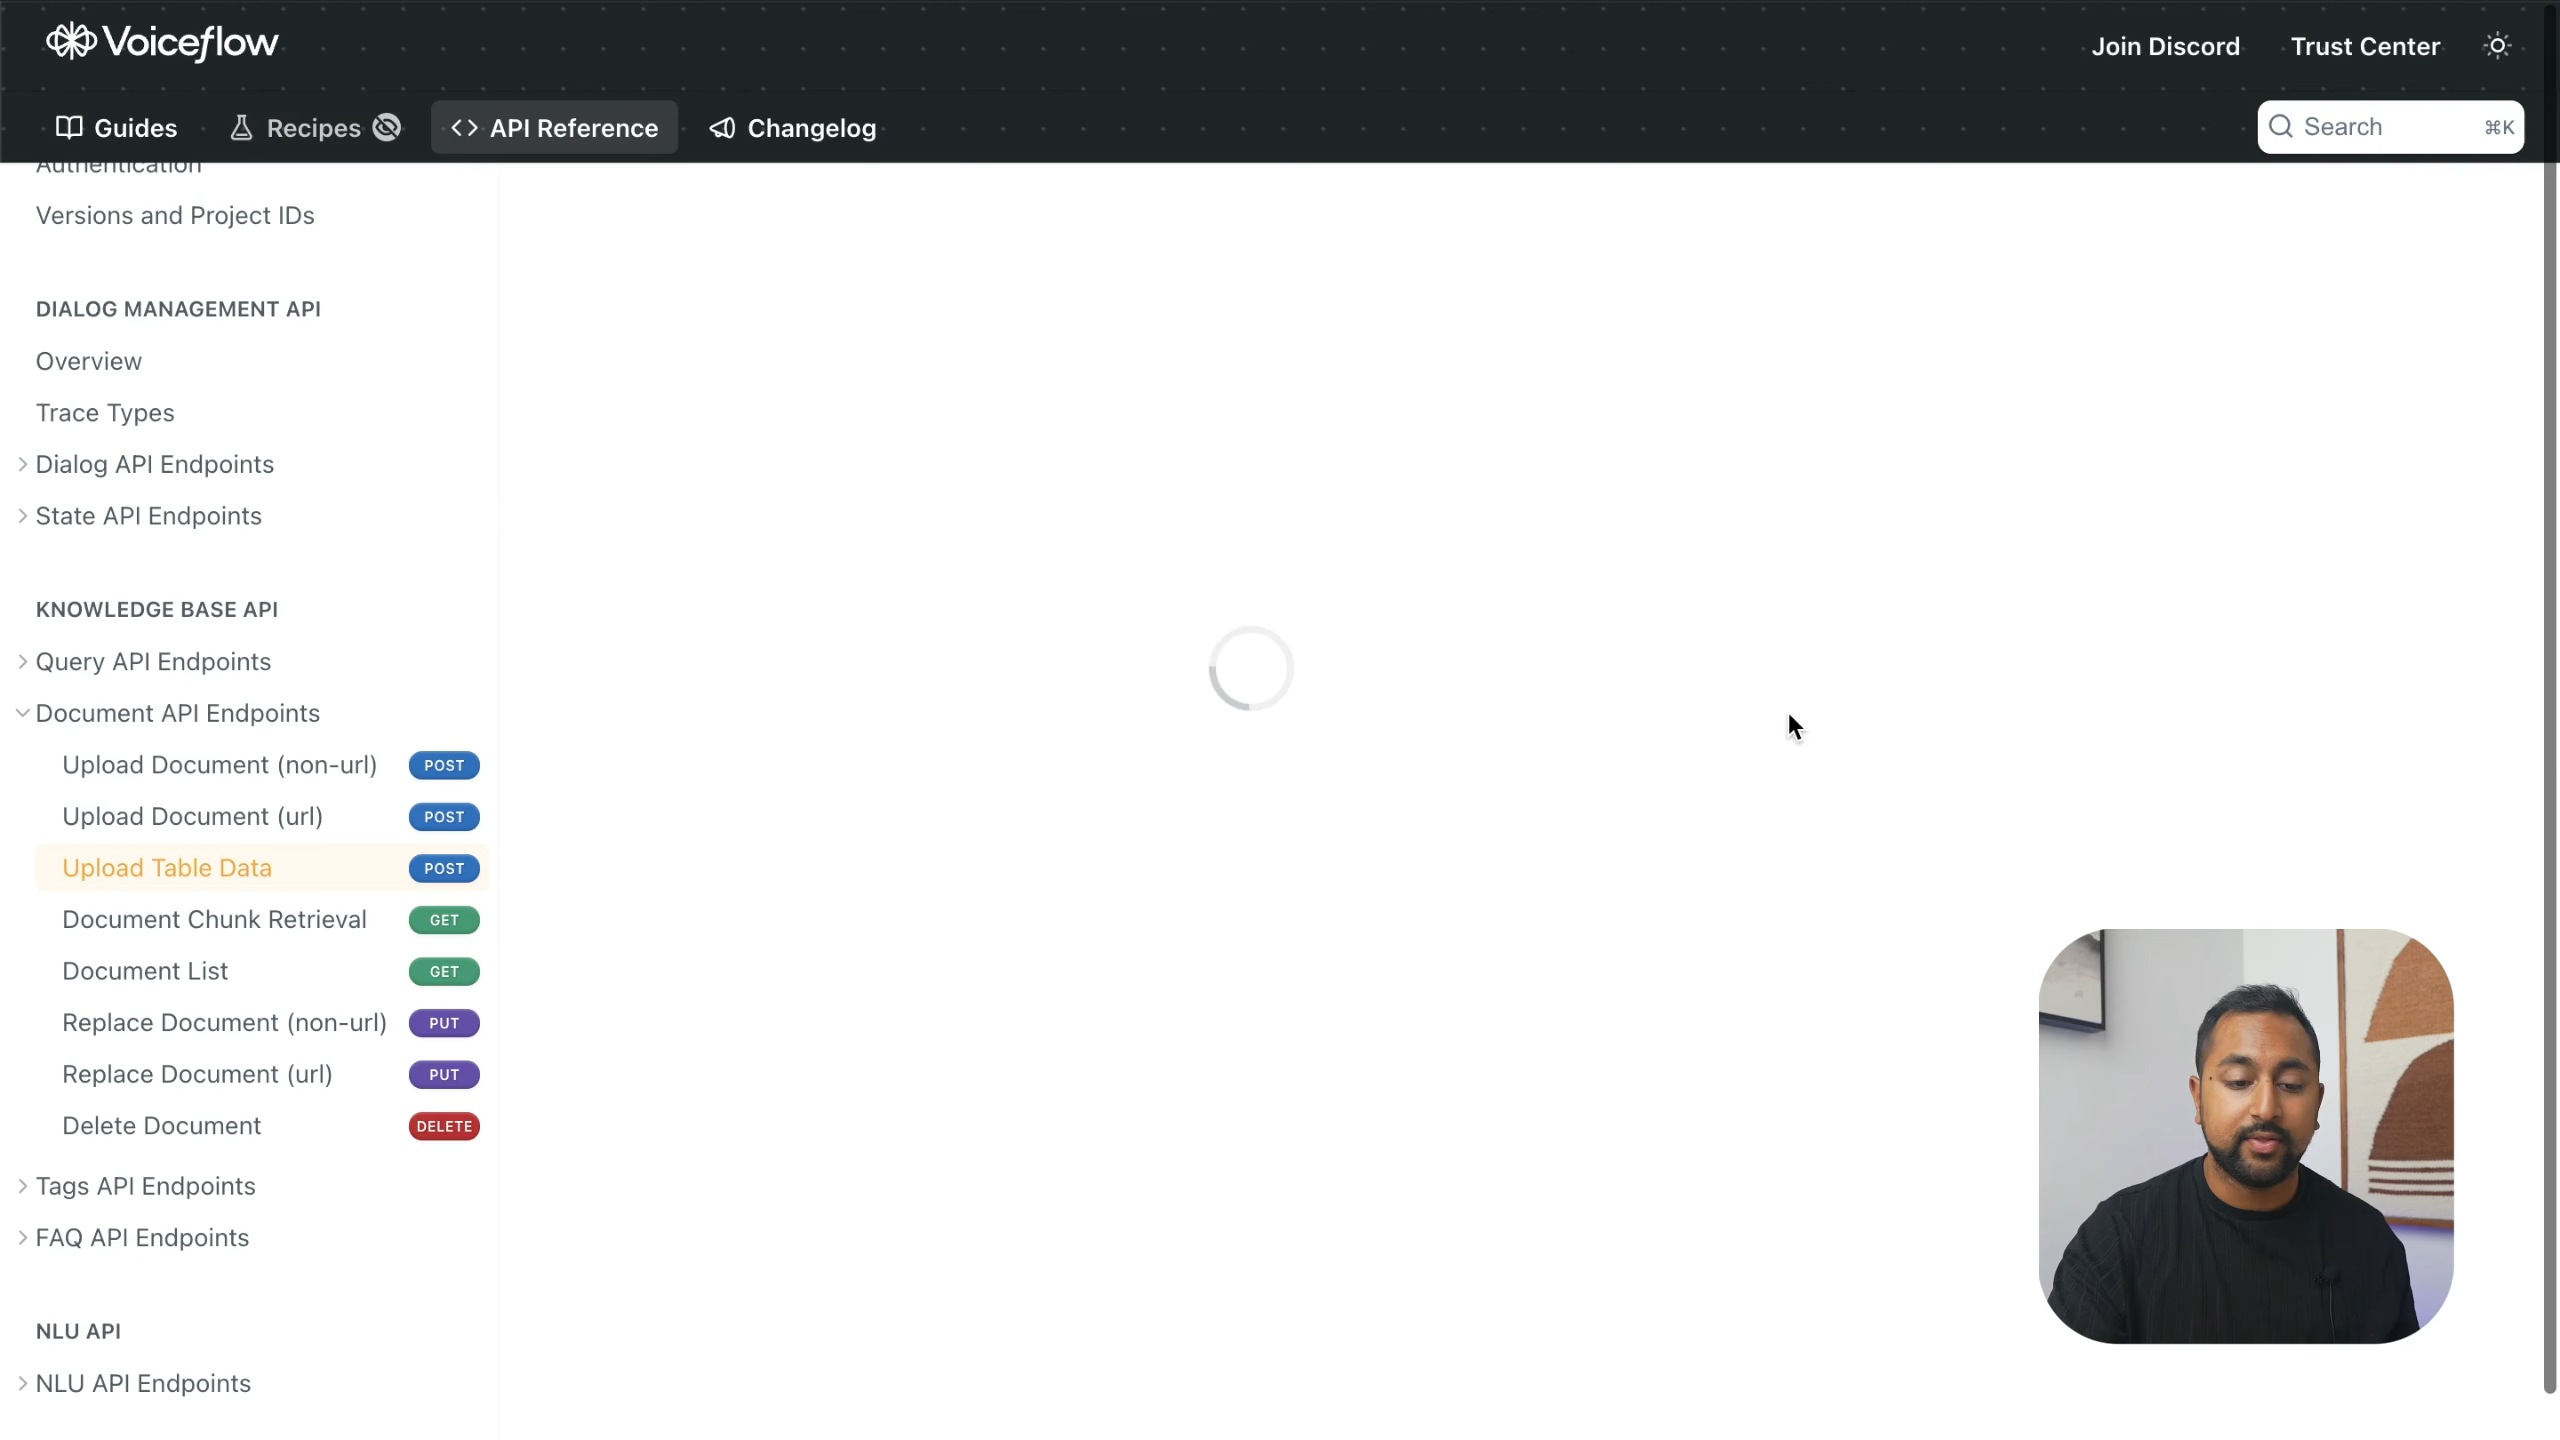 Voiceflow
Join Discord
Trust Center
Guides
Recipes
API Reference
Changelog
Search
⌘K
Authentication
Versions and Project IDs
DIALOG MANAGEMENT API
Overview
Trace Types
Dialog API Endpoints
State API Endpoints
KNOWLEDGE BASE API
Query API Endpoints
Document API Endpoints
Upload Document (non-url) POST
Upload Document (url) POST
Upload Table Data POST
Document Chunk Retrieval GET
Document List GET
Replace Document (non-url) PUT
Replace Document (url) PUT
Delete Document DELETE
Tags API Endpoints
FAQ API Endpoints
NLU API
NLU API Endpoints